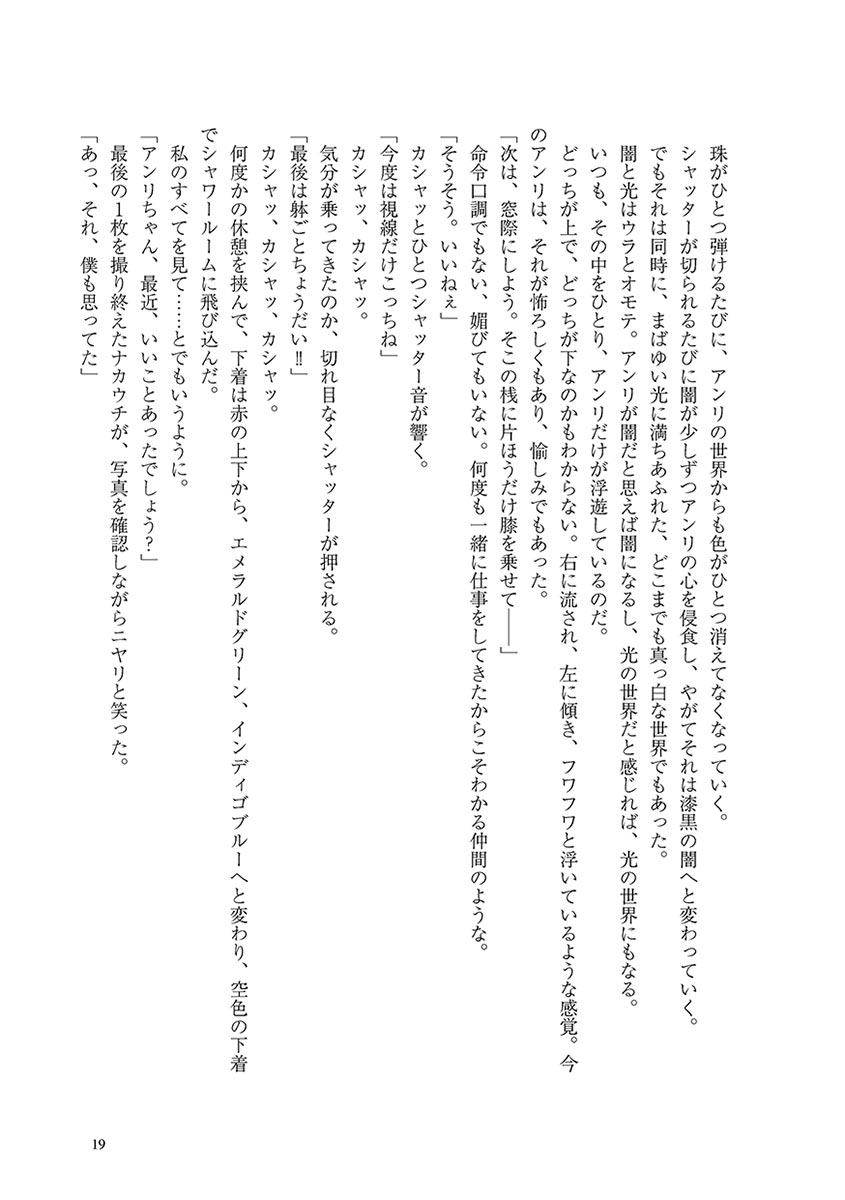 珠がひとつ弾けるたびに、アンリの世界からも色がひとつ消えてなくなっていく。
シャッターが切られるたびに闇が少しずつアンリの心を侵食し、やがてそれは漆黒の闇へと変わっていく。
でもそれは同時に、まばゆい光に満ちあふれた、どこまでも真っ白な世界でもあった。
闇と光はウラとオモテ。アンリが闇だと思えば闇になるし、光の世界だと感じれば、光の世界にもなる。
いつも、その中をひとり、アンリだけが浮遊しているのだ。
どっちが上で、どっちが下なのかもわからない。右に流され、左に傾き、フワフワと浮いているような感覚。今
のアンリは、それが怖ろしくもあり、愉しみでもあった。
「次は、窓際にしよう。そこの桟に片ほうだけ膝を乗せて――」
命令口調でもない、媚びてもいない。何度も一緒に仕事をしてきたからこそわかる仲間のような。
「そうそう。いいねぇ」
カシャッとひとつシャッター音が響く。
「今度は視線だけこっちね」
カシャッ、カシャッ。
気分が乗ってきたのか、切れ目なくシャッターが押される。
「最後は躰ごとちょうだい‼」
カシャッ、カシャッ、カシャッ。
何度かの休憩を挟んで、下着は赤の上下から、エメラルドグリーン、インディゴブルーへと変わり、空色の下着
でシャワールームに飛び込んだ。
私のすべてを見て……とでもいうように。
「アンリちゃん、最近、いいことあったでしょう?」
最後の1枚を撮り終えたナカウチが、写真を確認しながらニヤリと笑った。
「あっ、それ、僕も思ってた」
19